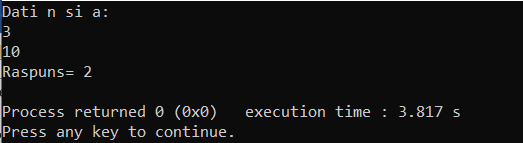 Dati n si a:
3
10
Raspuns= 2
Process returned 0 (0x0)   execution time : 3.817 s
Press any key to continue.